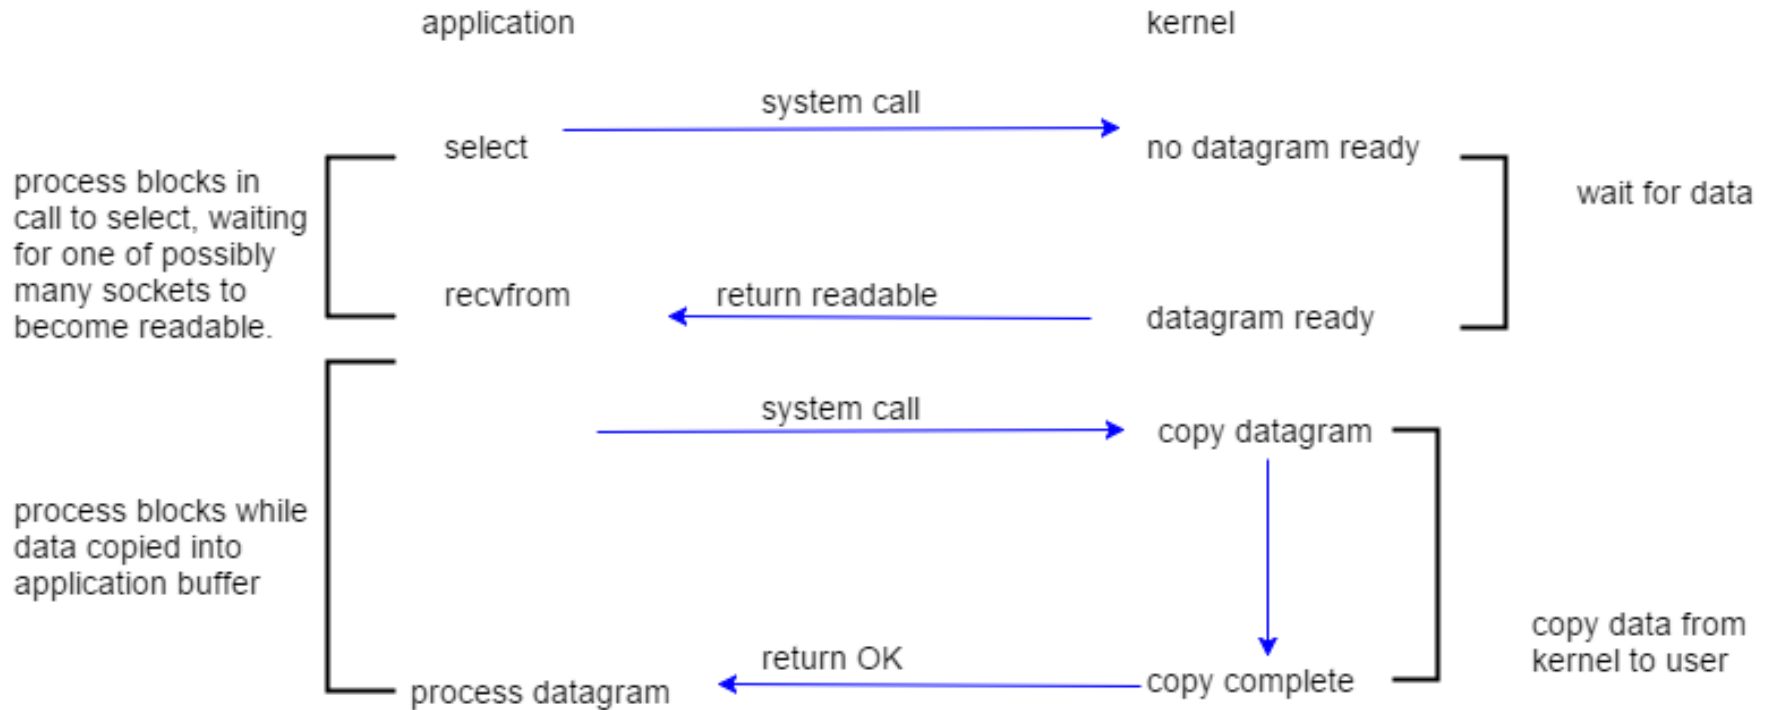 application
kernel
system call
select
no datagram ready
process blocks in
call to select, waiting
for one of possibly
many sockets to
become readable.
wait for data
recvfrom
return readable
datagram ready
system call
copy datagram
process blocks while
data copied into
application buffer
copy data from
kernel to user
return OK
process datagram
copy complete